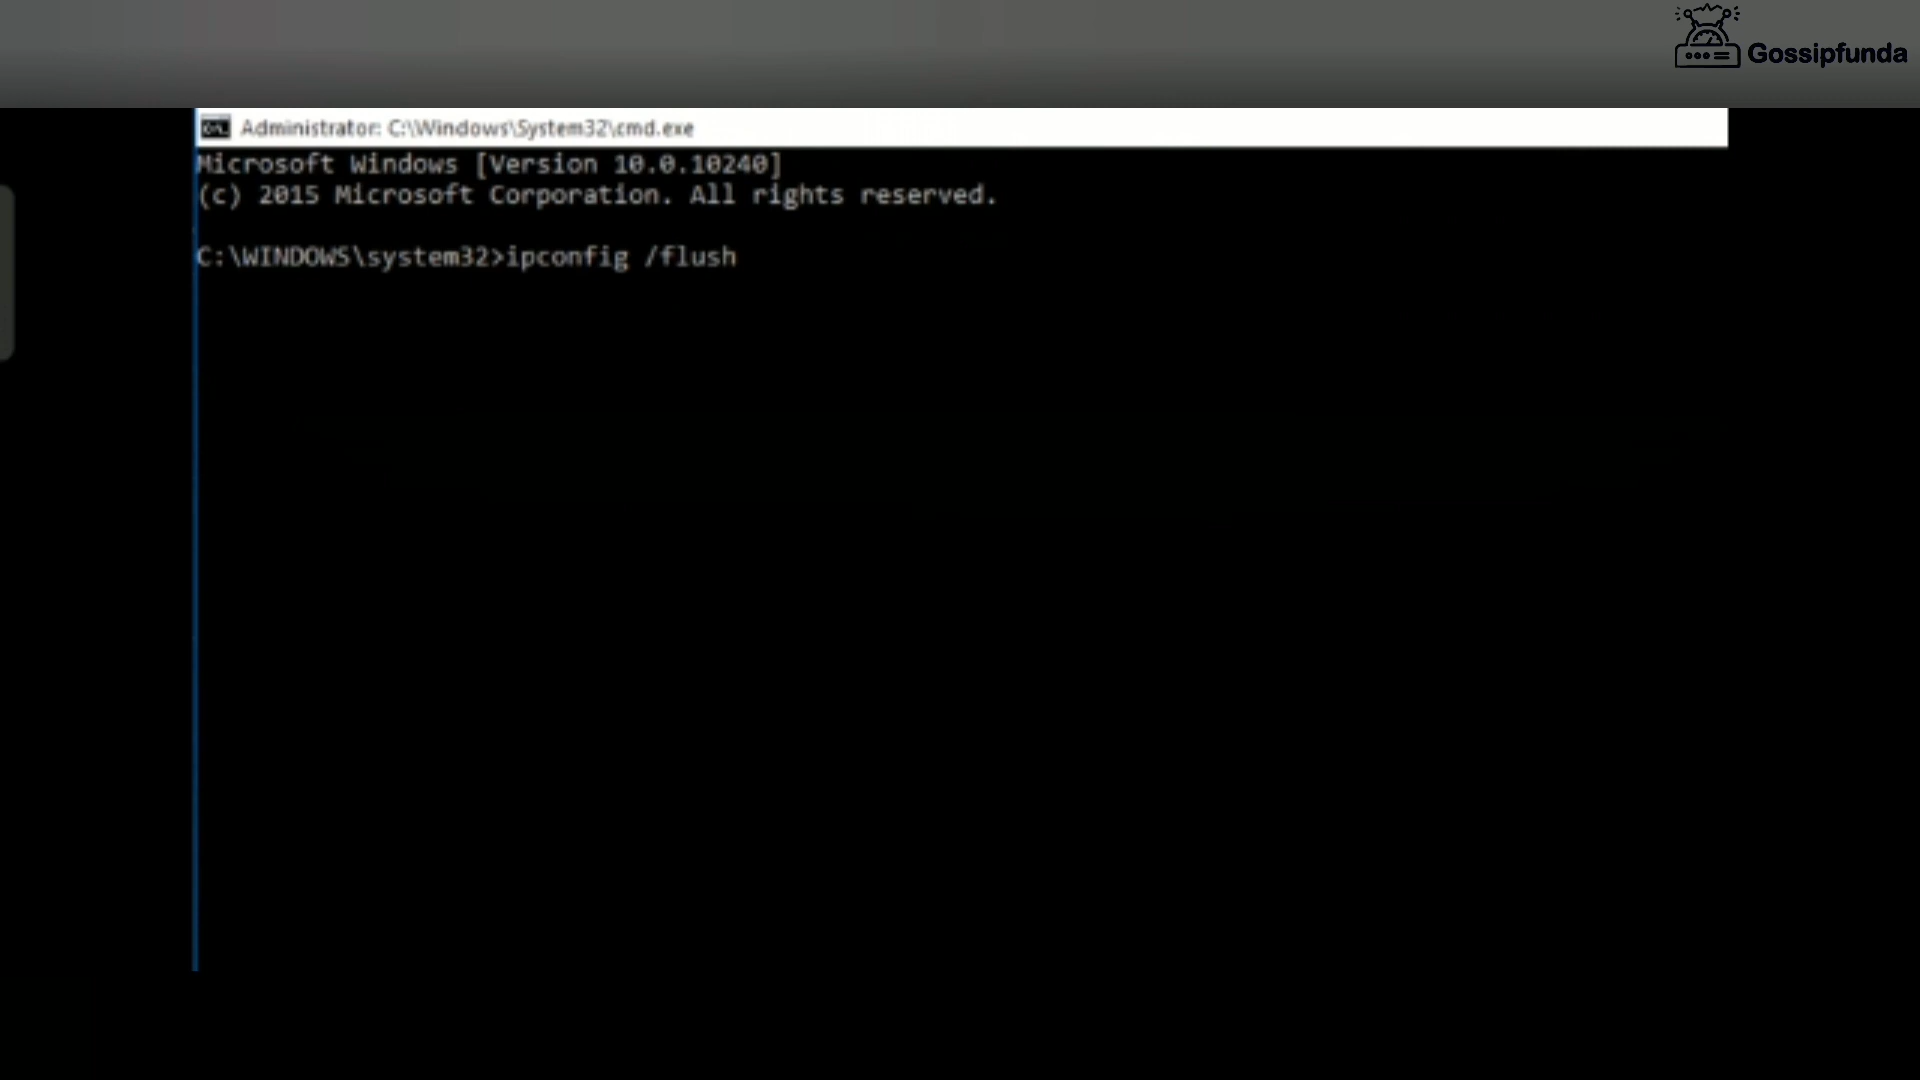 Gossipfunda
Administrator: C:\Windows\System32\cmd.exe
Microsoft Windows [Version 10.0.10240]
(c) 2015 Microsoft Corporation. All rights reserved.
C:\WINDOWS\system32>ipconfig /flush